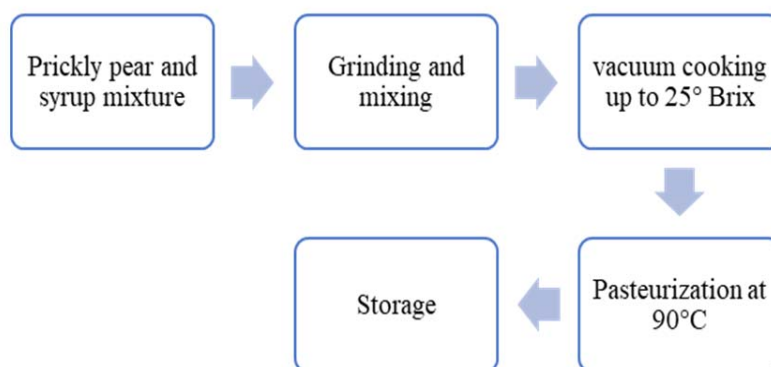 Prickly pear and
syrup mixture
Grinding and
mixing
vacuum cooking
up to 25° Brix
Pasteurization at
90°C
Storage